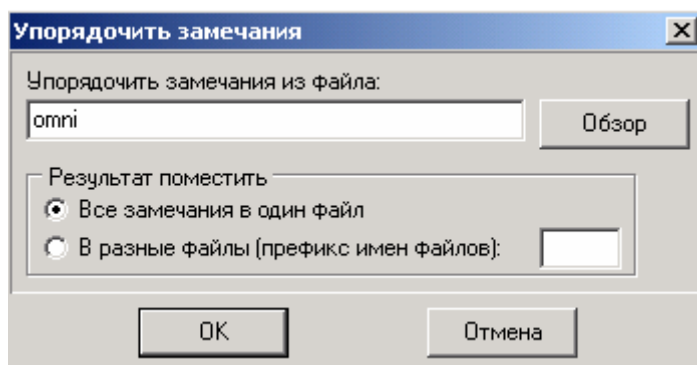 Упорядочить замечания
Упорядочить замечания из файла:
omni
Обзор
Результат поместить
Все замечания в один файл
В разные файлы (префикс имен файлов):
OK
Отмена